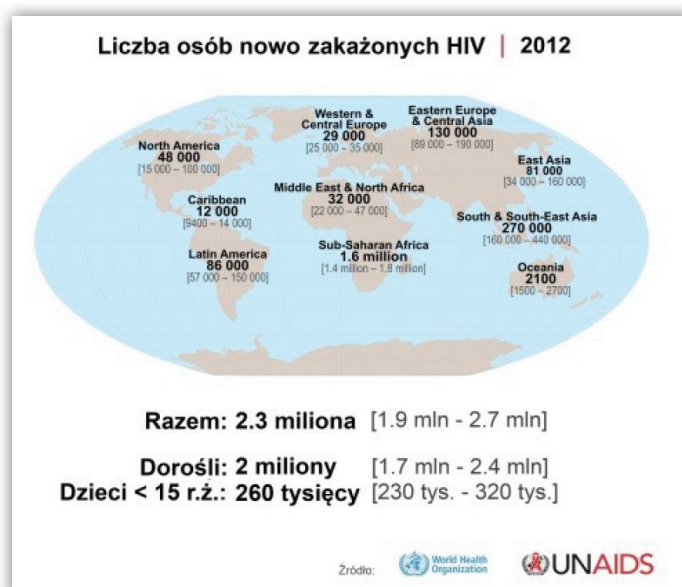 Liczba osób nowo zakażonych HIV | 2012
Western &
Central Europe
29 000
[25 000 – 35 000]
Eastern Europe
& Central Asia
130 000
[89 000 – 190 000]
North America
48 000
[15 000 – 100 000]
East Asia
81 000
[34 000 – 160 000]
Caribbean
12 000
[9400 – 14 000]
Middle East & North Africa
32 000
[22 000 – 47 000]
South & South-East Asia
270 000
[160 000 – 440 000]
Latin America
86 000
[57 000 – 150 000]
Sub-Saharan Africa
1.6 million
[1.4 million – 1.8 million]
Oceania
2100
[1500 – 2700]
Razem: 2.3 miliona [1.9 mln - 2.7 mln]
Dorośli: 2 miliony [1.7 mln - 2.4 mln]
Dzieci < 15 r.ż.: 260 tysięcy [230 tys. - 320 tys.]
Źródło:
World Health
Organization
UNAIDS